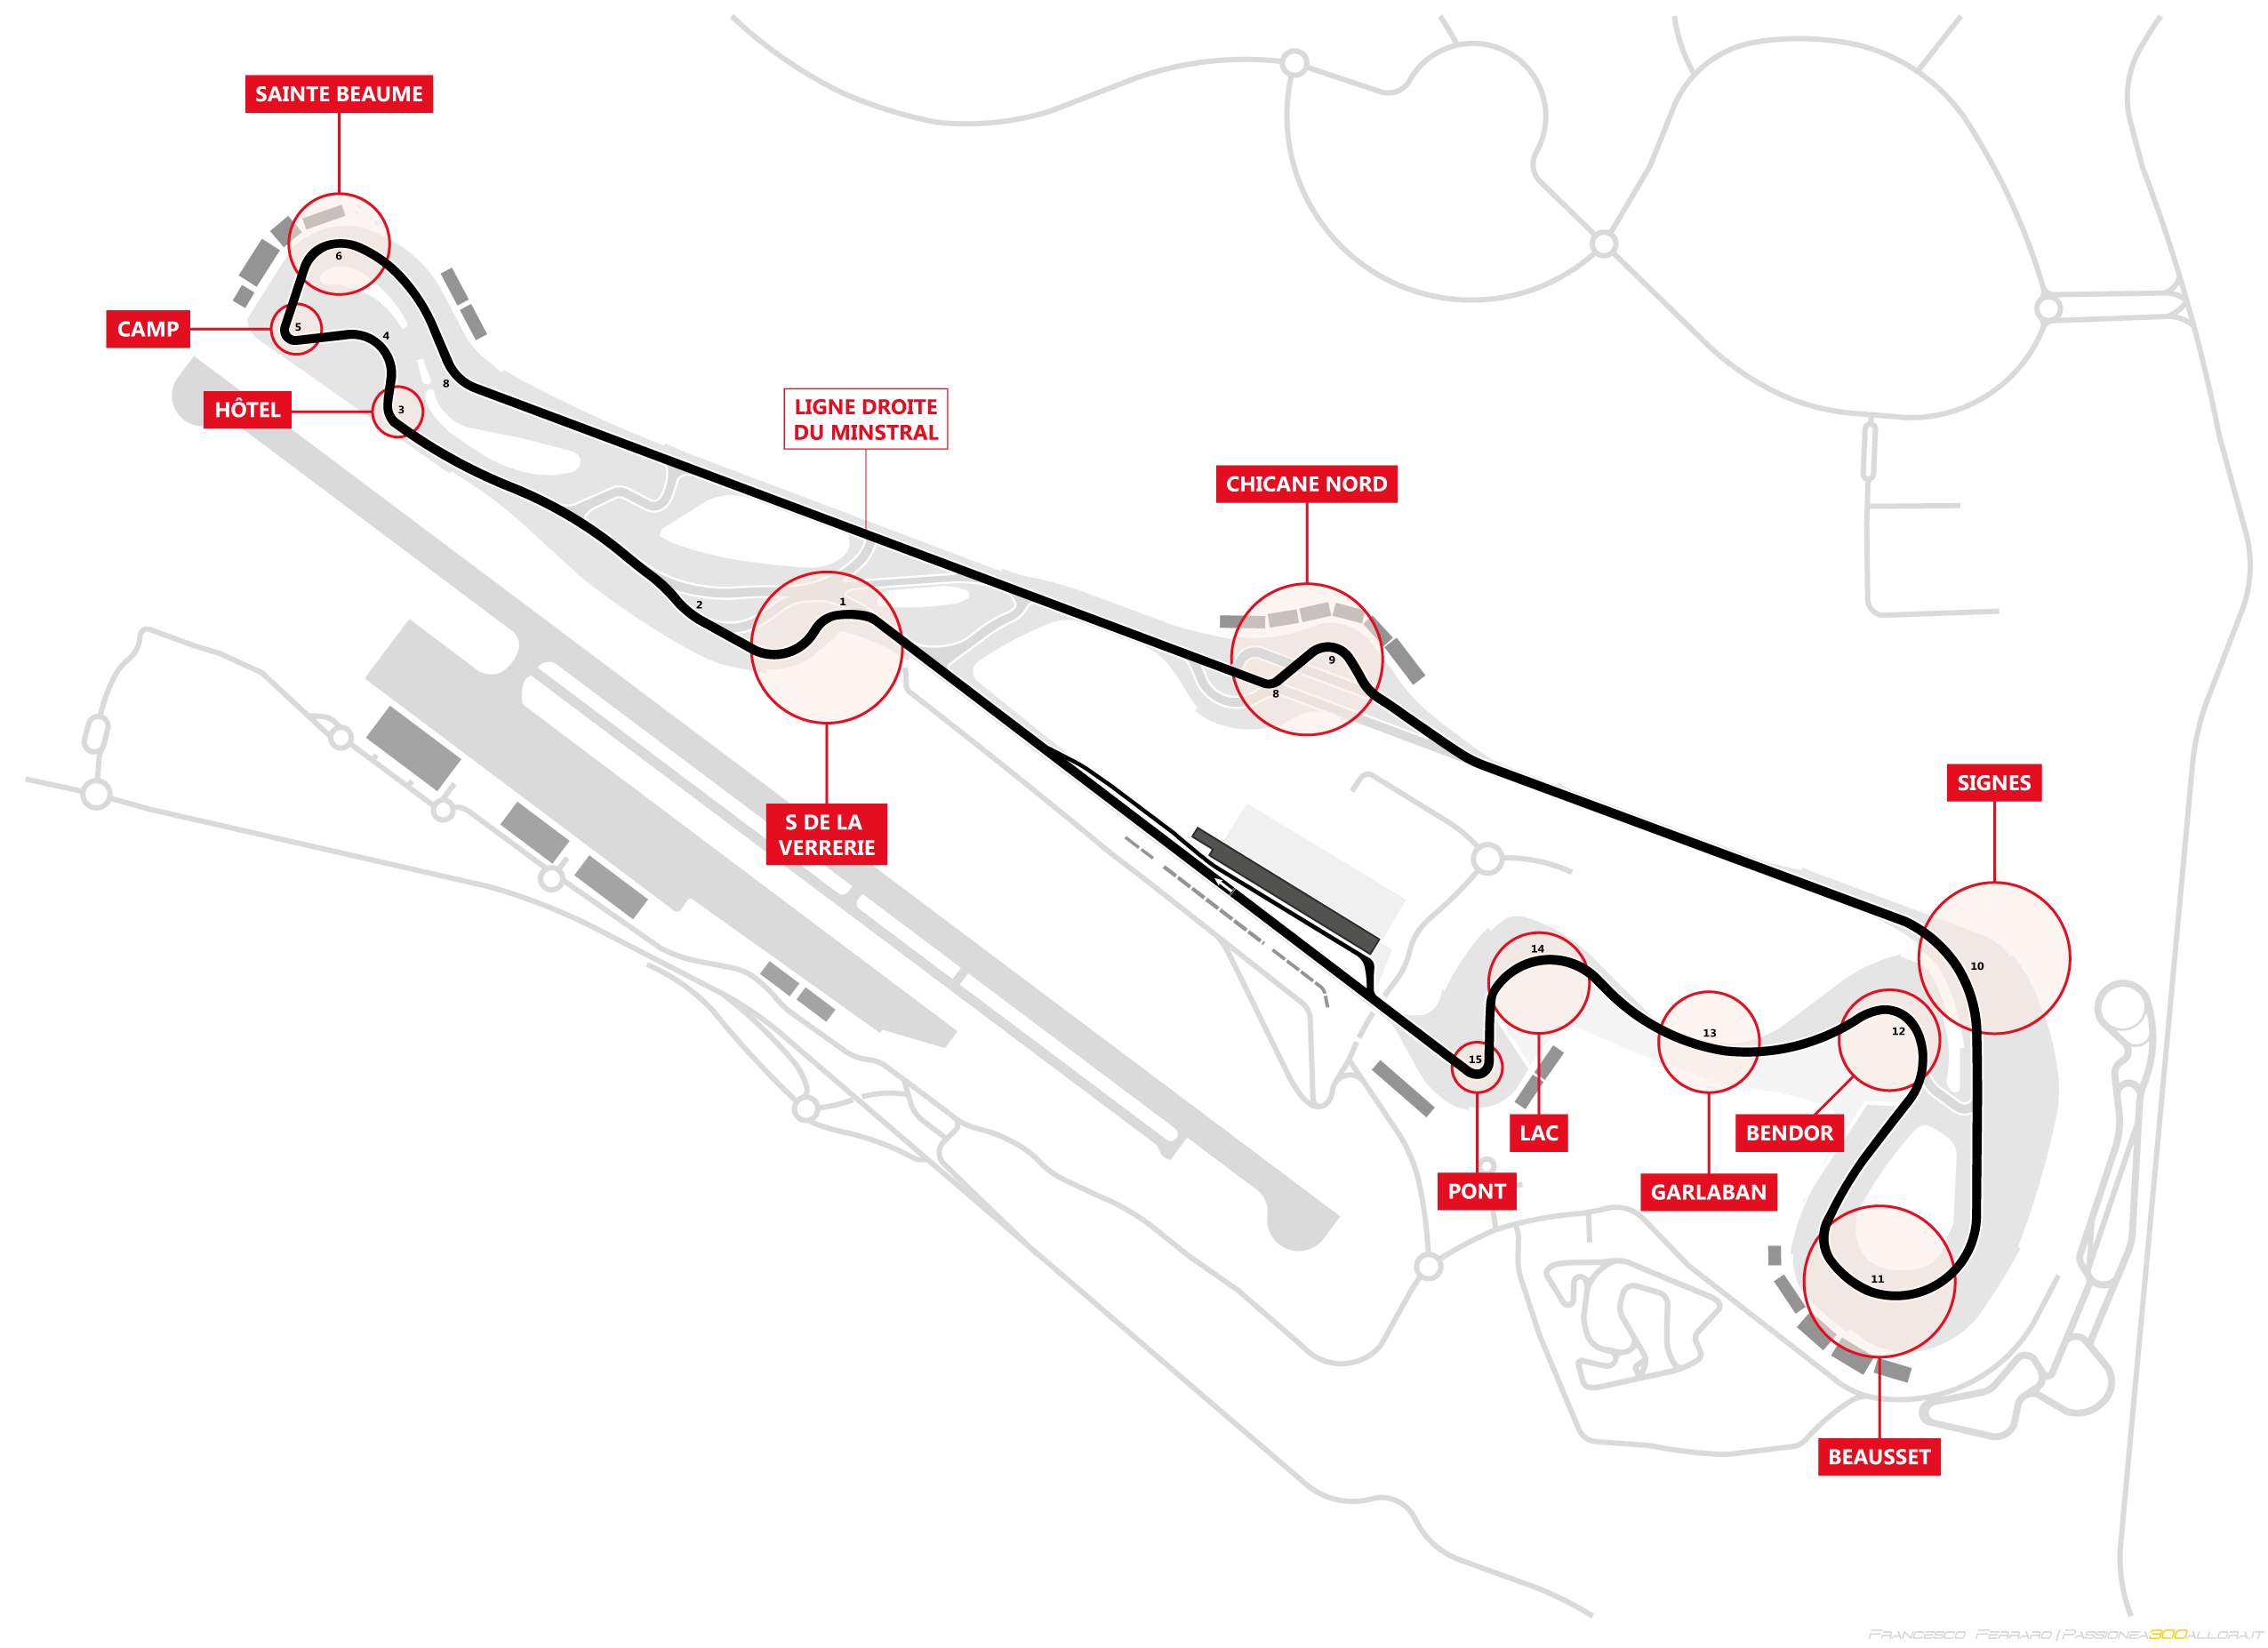 SAINTE BEAUME
6
CAMP
5
4
8
HÔTEL
3
LIGNE DROITE
DU MINSTRAL
CHICANE NORD
2
1
9
8
SIGNES
S DE LA
VERRERIE
14
10
13
12
15
LAC
BENDOR
PONT
GARLABAN
11
BEAUSSET
FRANCESCO FERRARO | PASSIONEA300ALLORA.IT